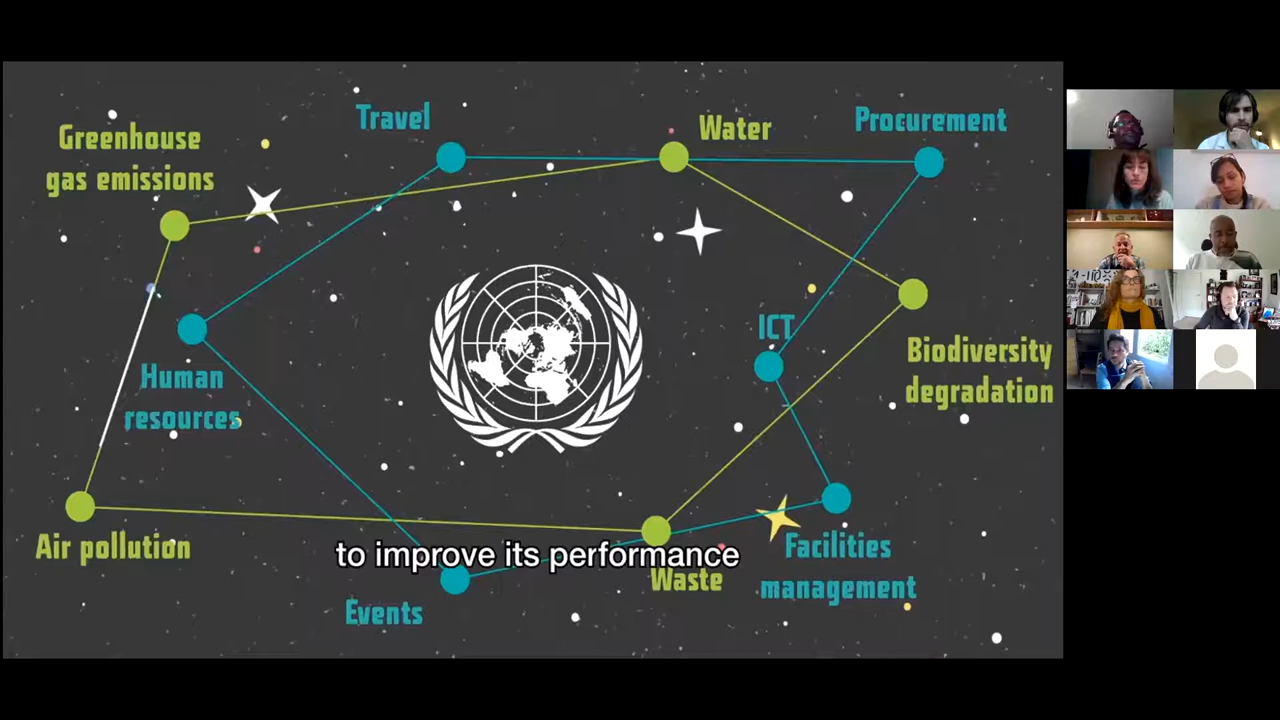 Travel
Water
Procurement
Greenhouse
gas emissions
ICT
Biodiversity
degradation
Human
resources
Air pollution
to improve its performance
Facilities
management
Waste
Events